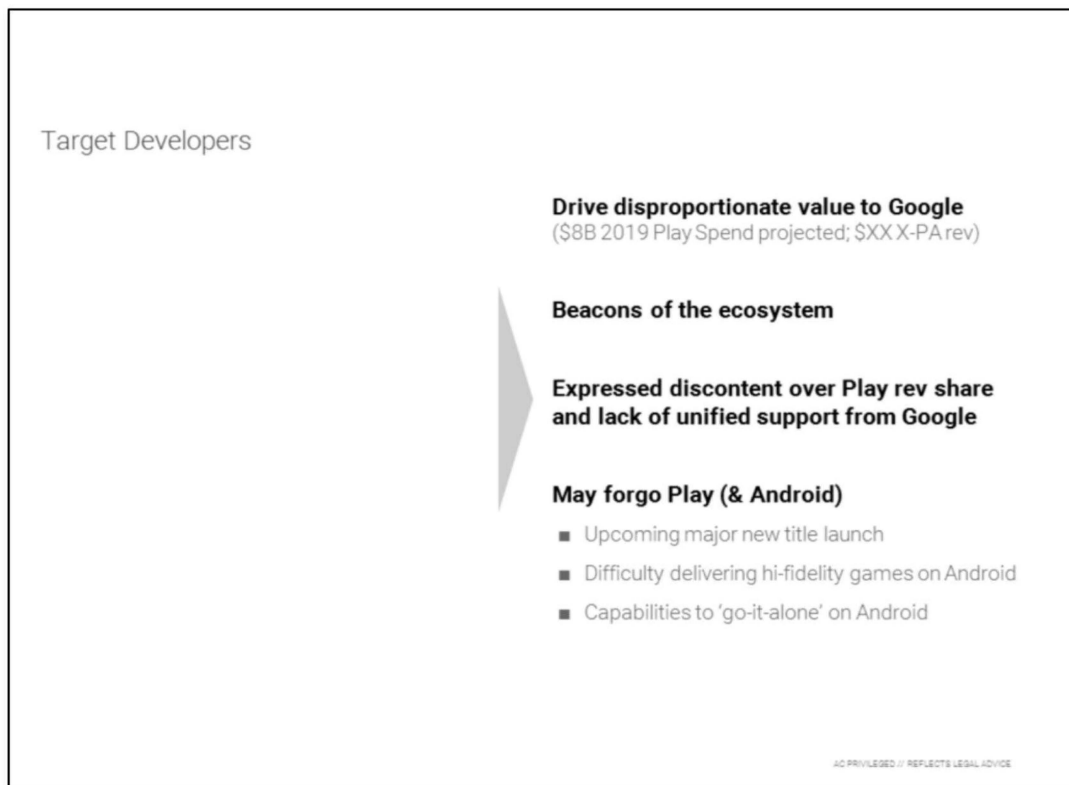 Target Developers
Drive disproportionate value to Google
($8B 2019 Play Spend projected; $XX X-PA rev)
Beacons of the ecosystem
Expressed discontent over Play rev share
and lack of unified support from Google
May forgo Play (& Android)
■ Upcoming major new title launch
■ Difficulty delivering hi-fidelity games on Android
■ Capabilities to ‘go-it-alone’ on Android
AC PRIVILEGED // REFLECTS LEGAL ADVICE